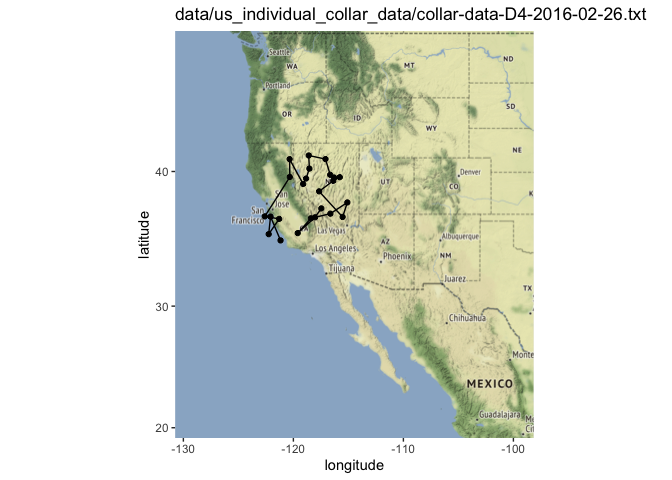 data/us_individual_collar_data/collar-data-D4-2016-02-26.txt
Seattle
WA
MT
ND
Portland
OR
ID
SD
WY
NE
40
UT
Denver
CO
San
Jose
San
Francisco
Las Vegas
Los Angeles
AZ
Albuquerque
NM
Phoenix
Tijuana
Juarez
TX
latitude
30
Chihuahua
Monte
MEXICO
Guadalajara
Me
Ci
20
-130
-120
-110
-100
longitude